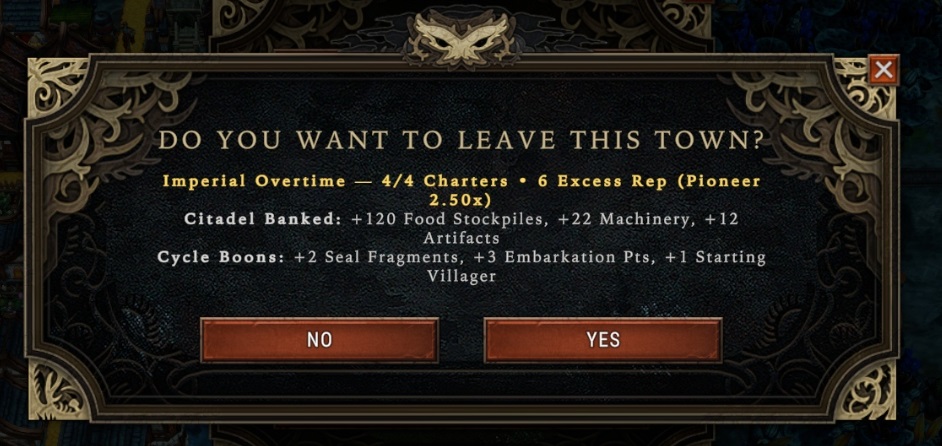 DO YOU WANT TO LEAVE THIS TOWN?
Imperial Overtime — 4/4 Charters • 6 Excess Rep (Pioneer
2.50x)
Citadel Banked: +120 Food Stockpiles, +22 Machinery, +12
Artifacts
Cycle Boons: +2 Seal Fragments, +3 Embarkation Pts, +1 Starting
Villager
NO
YES